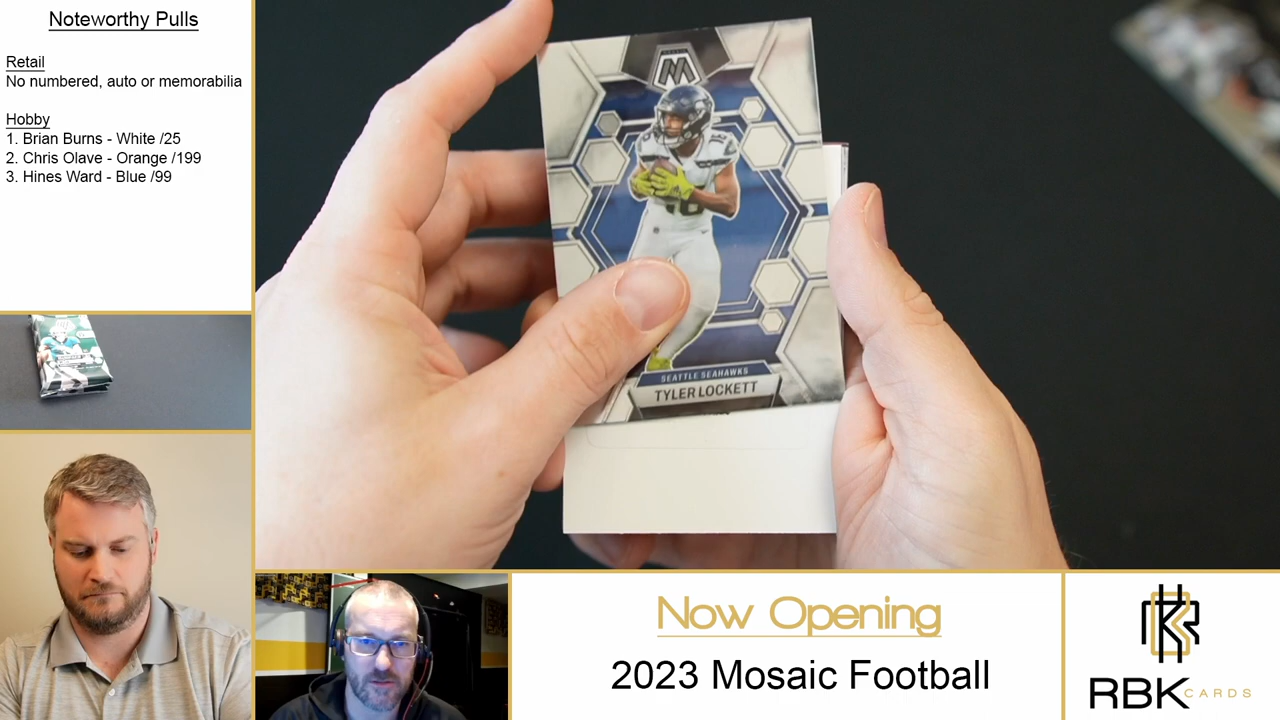 Noteworthy Pulls
Retail
No numbered, auto or memorabilia
Hobby
1. Brian Burns - White /25
2. Chris Olave - Orange /199
3. Hines Ward - Blue /99
SEATTLE SEAHAWKS
TYLER LOCKETT
Now Opening
2023 Mosaic Football
RBK CARDS